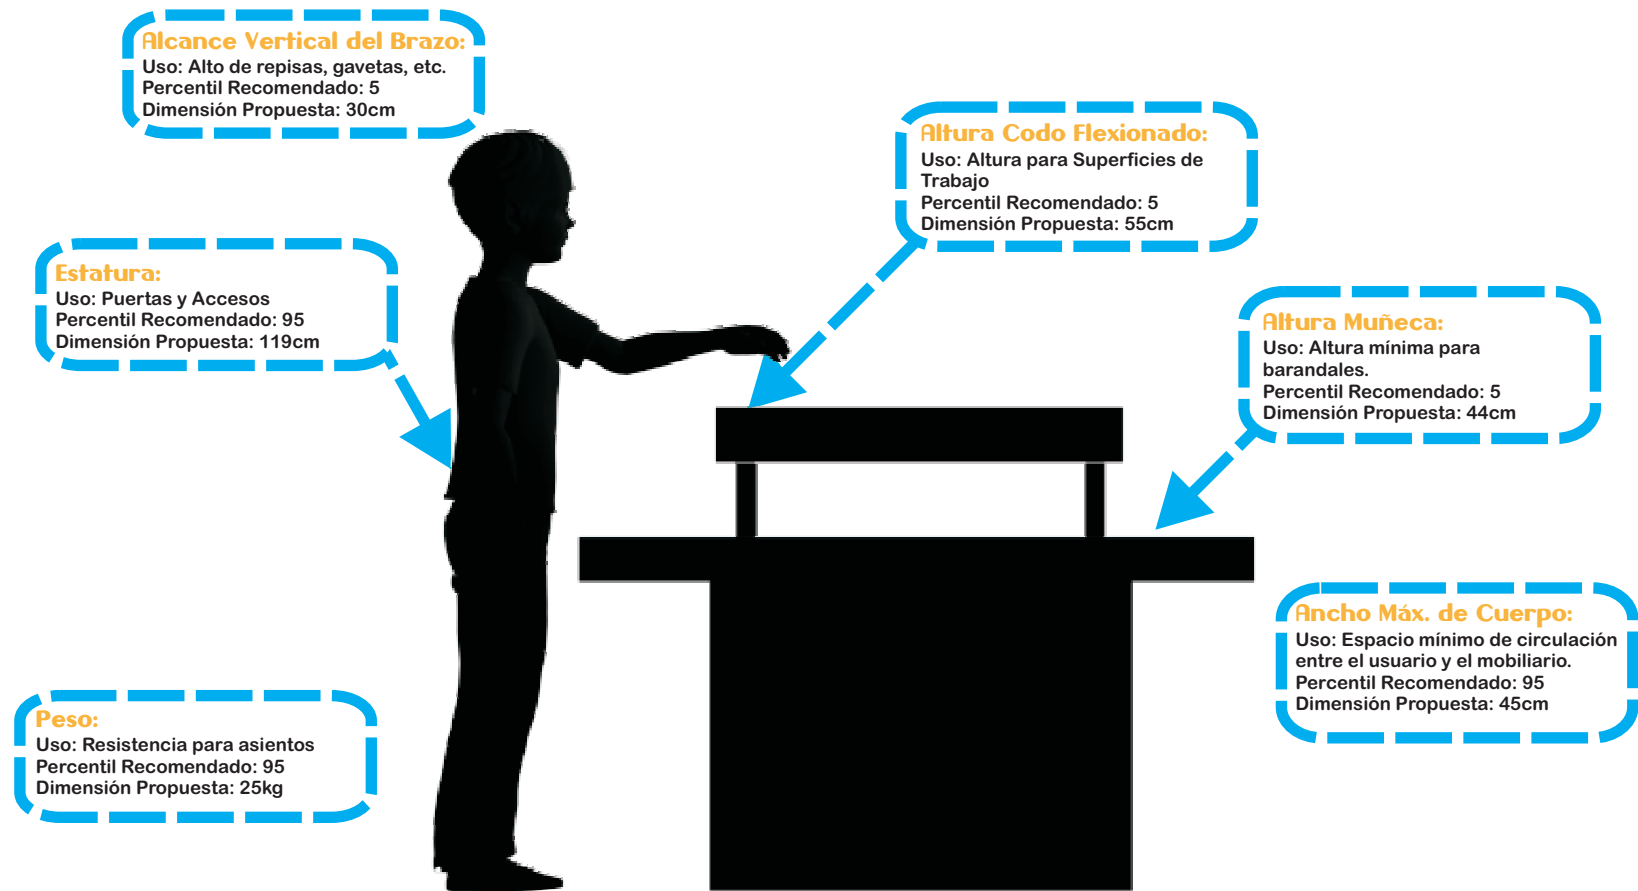 Alcance Vertical del Brazo:
Uso: Alto de repisas, gavetas, etc.
Percentil Recomendado: 5
Dimensión Propuesta: 30cm
Altura Codo Flexionado:
Uso: Altura para Superficies de
Trabajo
Percentil Recomendado: 5
Dimensión Propuesta: 55cm
Estatura:
Uso: Puertas y Accesos
Percentil Recomendado: 95
Dimensión Propuesta: 119cm
Altura Muñeca:
Uso: Altura mínima para
barandales.
Percentil Recomendado: 5
Dimensión Propuesta: 44cm
Ancho Máx. de Cuerpo:
Uso: Espacio mínimo de circulación
entre el usuario y el mobiliario.
Percentil Recomendado: 95
Dimensión Propuesta: 45cm
Peso:
Uso: Resistencia para asientos
Percentil Recomendado: 95
Dimensión Propuesta: 25kg